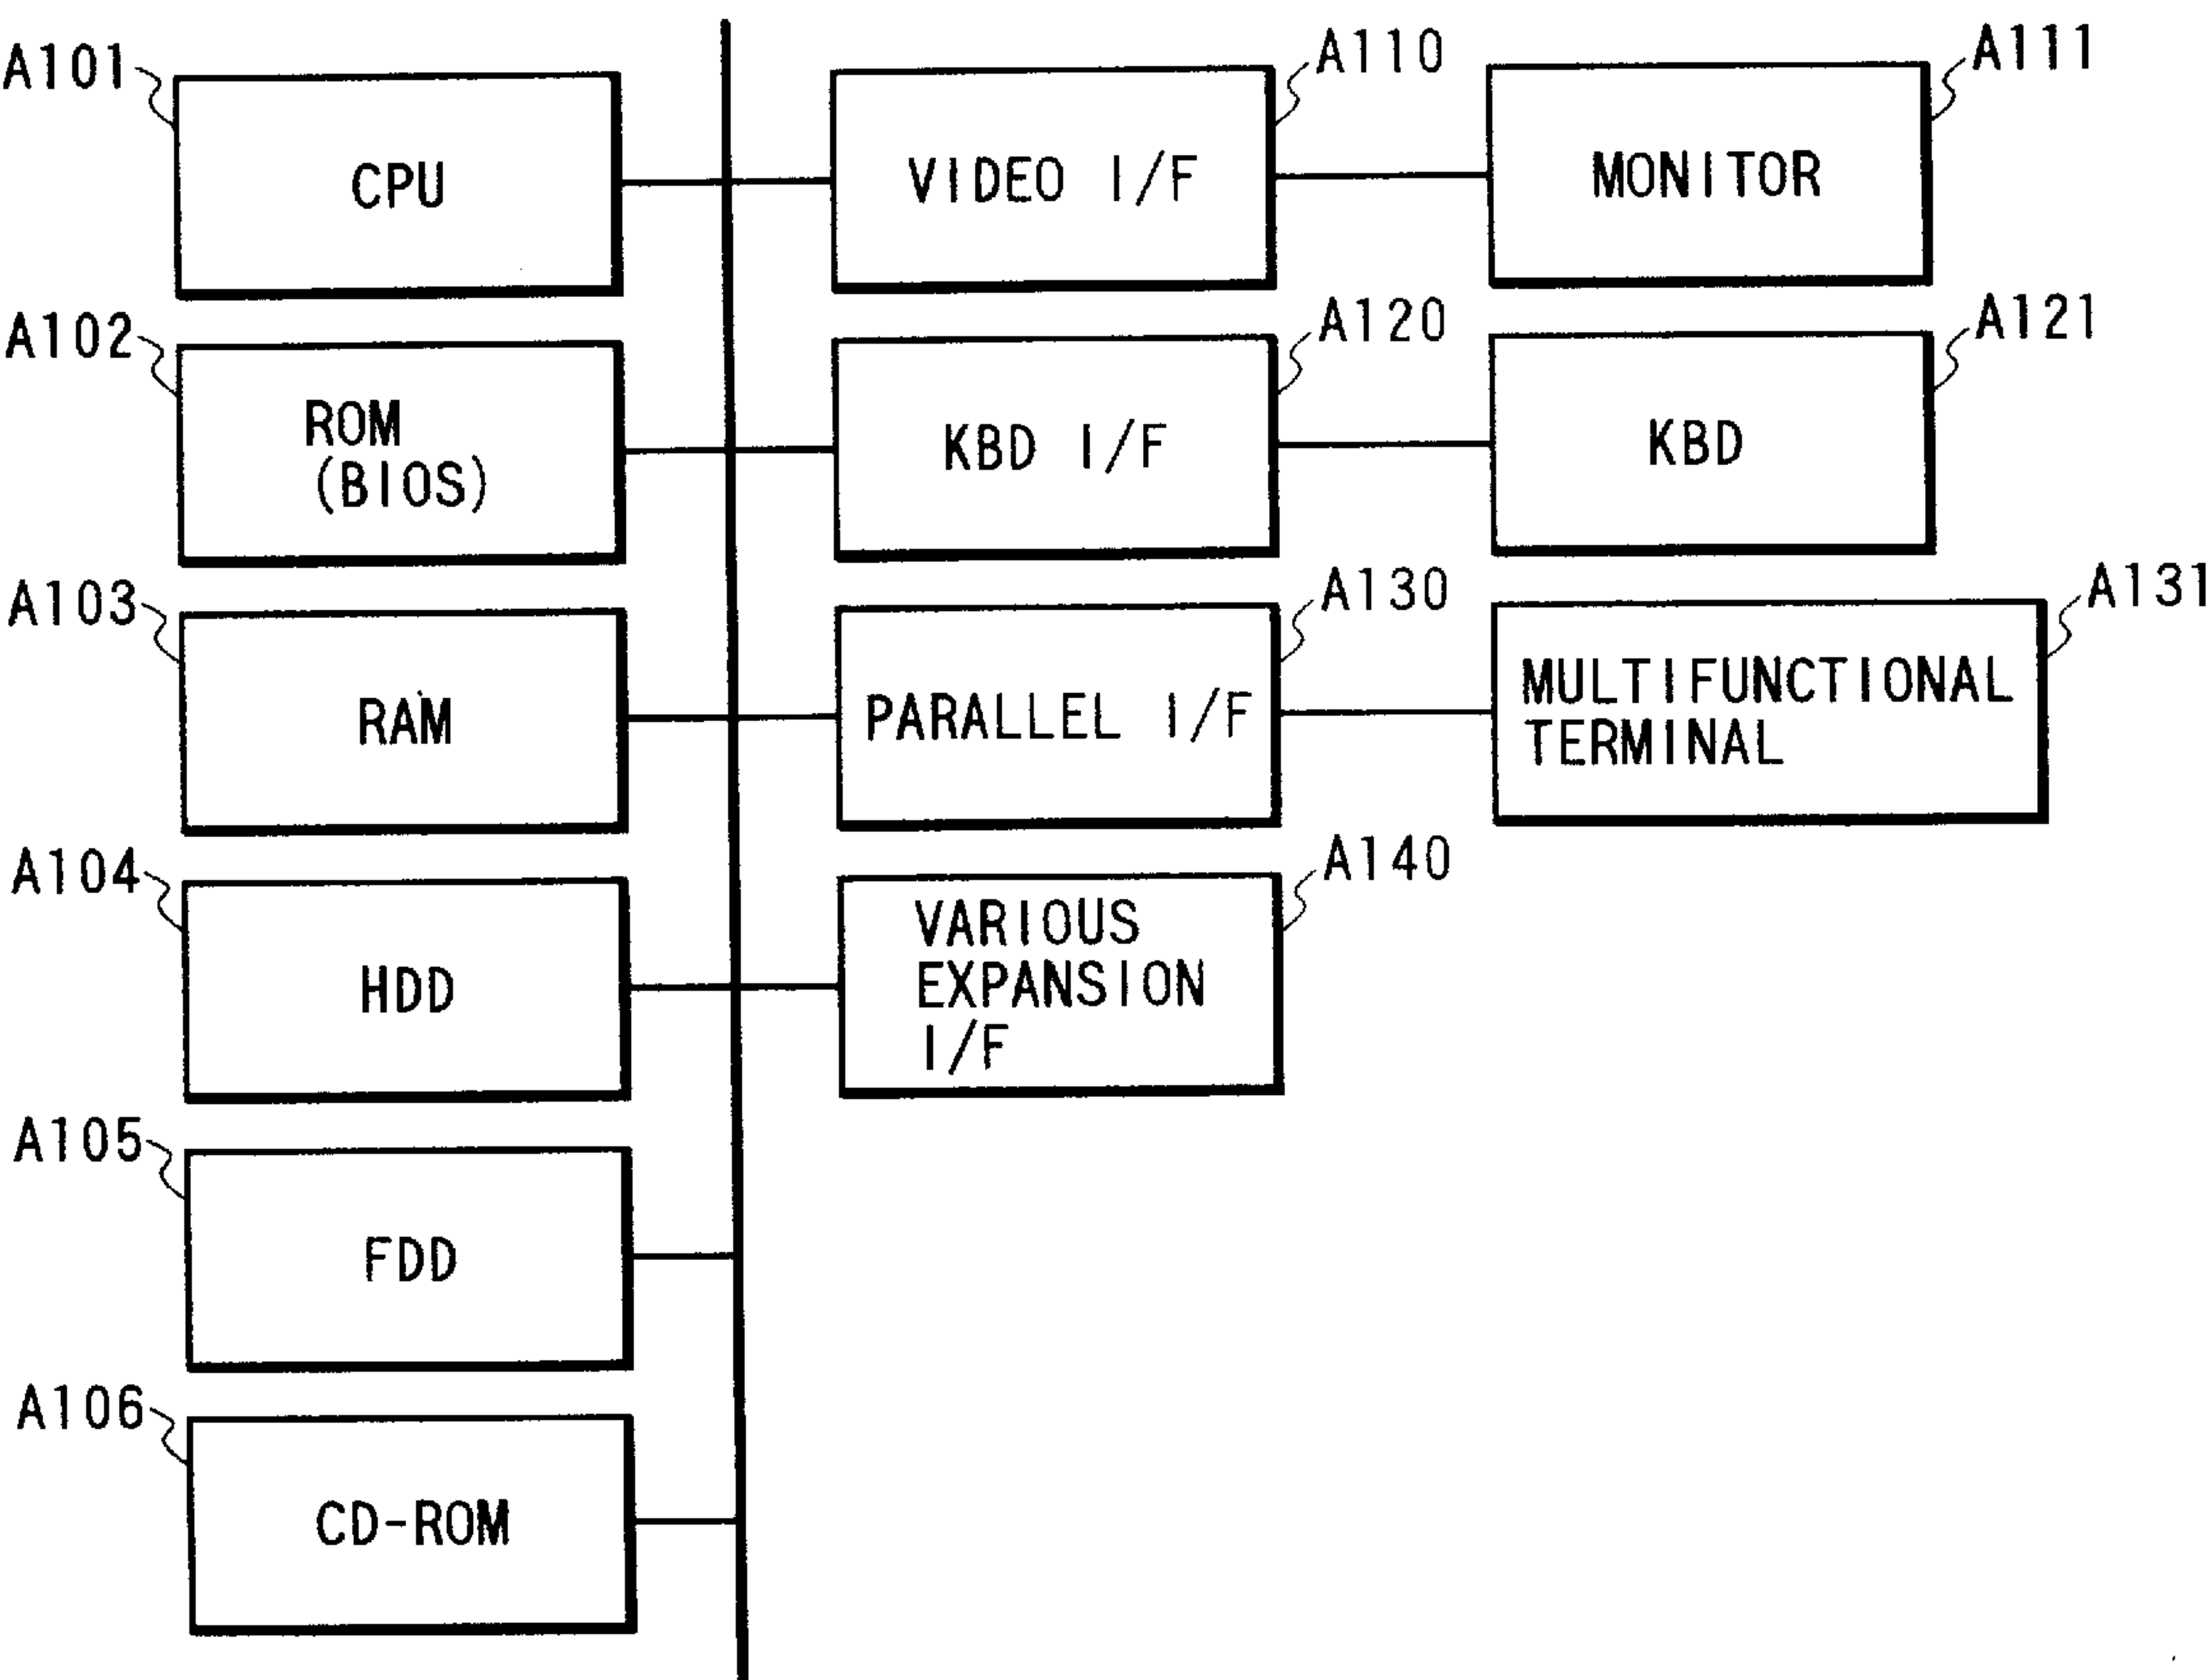 A101
CPU
A110
VIDEO I/F
A111
MONITOR
A102
ROM
(BIOS)
A120
KBD I/F
A121
KBD
A103
RAM
A130
PARALLEL I/F
A131
MULTIFUNCTIONAL
TERMINAL
A104
HDD
A140
VARIOUS
EXPANSION
I/F
A105
FDD
A106
CD-ROM